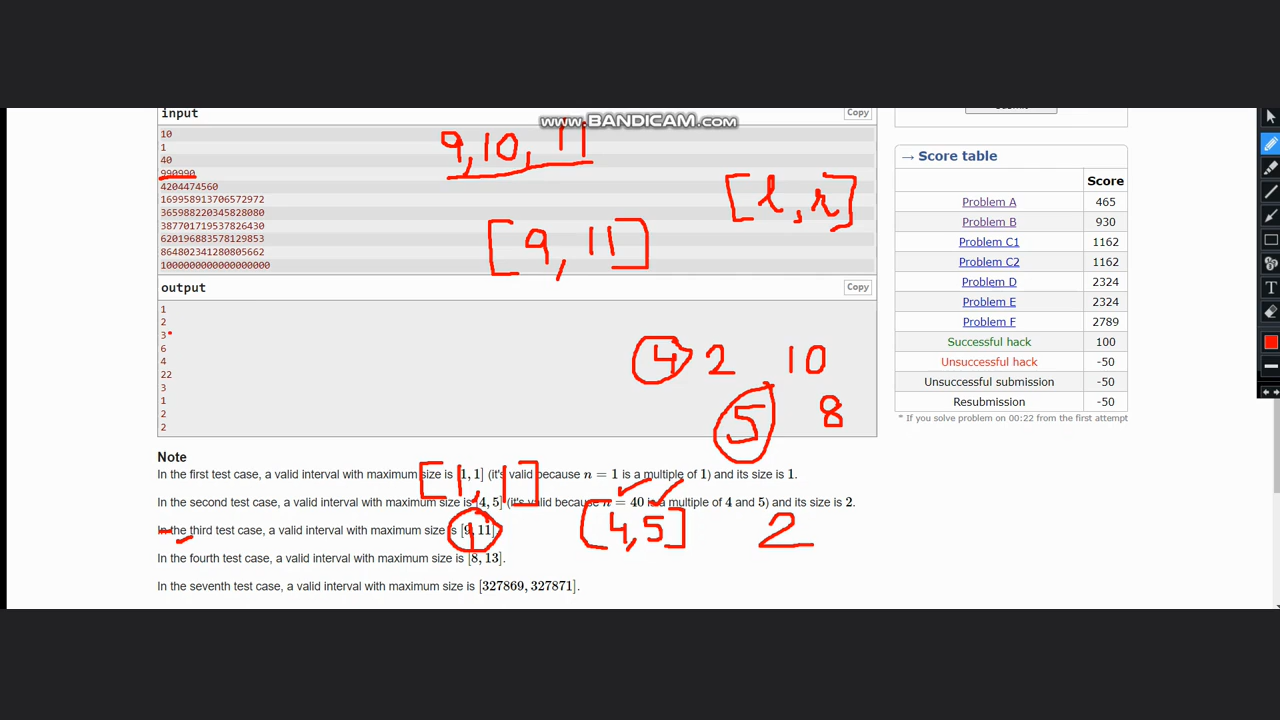 www.BANDICAM.com
input
Copy
10
1
40
990990
4204474560
169958913706572972
365988220345828080
387701719537826430
620196883578129853
864802341280805662
1000000000000000000
9, 10, 11
[l, r]
[9, 11]
output
Copy
1
2
3
6
4
22
3
1
2
2
4 2 10
5 8
Note
In the first test case, a valid interval with maximum size is [1, 1] (it's valid because n = 1 is a multiple of 1) and its size is 1.
[1, 1]
In the second test case, a valid interval with maximum size is [4, 5] (it's valid because n = 40 is a multiple of 4 and 5) and its size is 2.
In the third test case, a valid interval with maximum size is [9, 11].
1
[4, 5] 2
In the fourth test case, a valid interval with maximum size is [8, 13].
In the seventh test case, a valid interval with maximum size is [327869, 327871].
→ Score table
Score
Problem A 465
Problem B 930
Problem C1 1162
Problem C2 1162
Problem D 2324
Problem E 2324
Problem F 2789
Successful hack 100
Unsuccessful hack -50
Unsuccessful submission -50
Resubmission -50
* If you solve problem on 00:22 from the first attempt
T